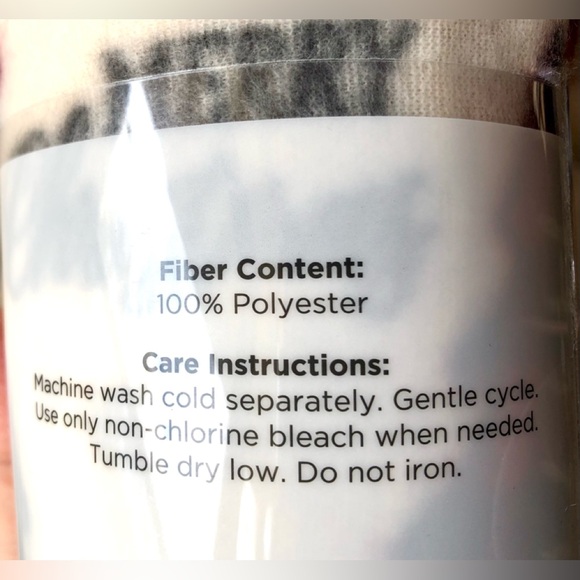 Fiber Content:
100% Polyester
Care Instructions:
Machine wash cold separately. Gentle cycle.
Use only non-chlorine bleach when needed.
Tumble dry low. Do not iron.